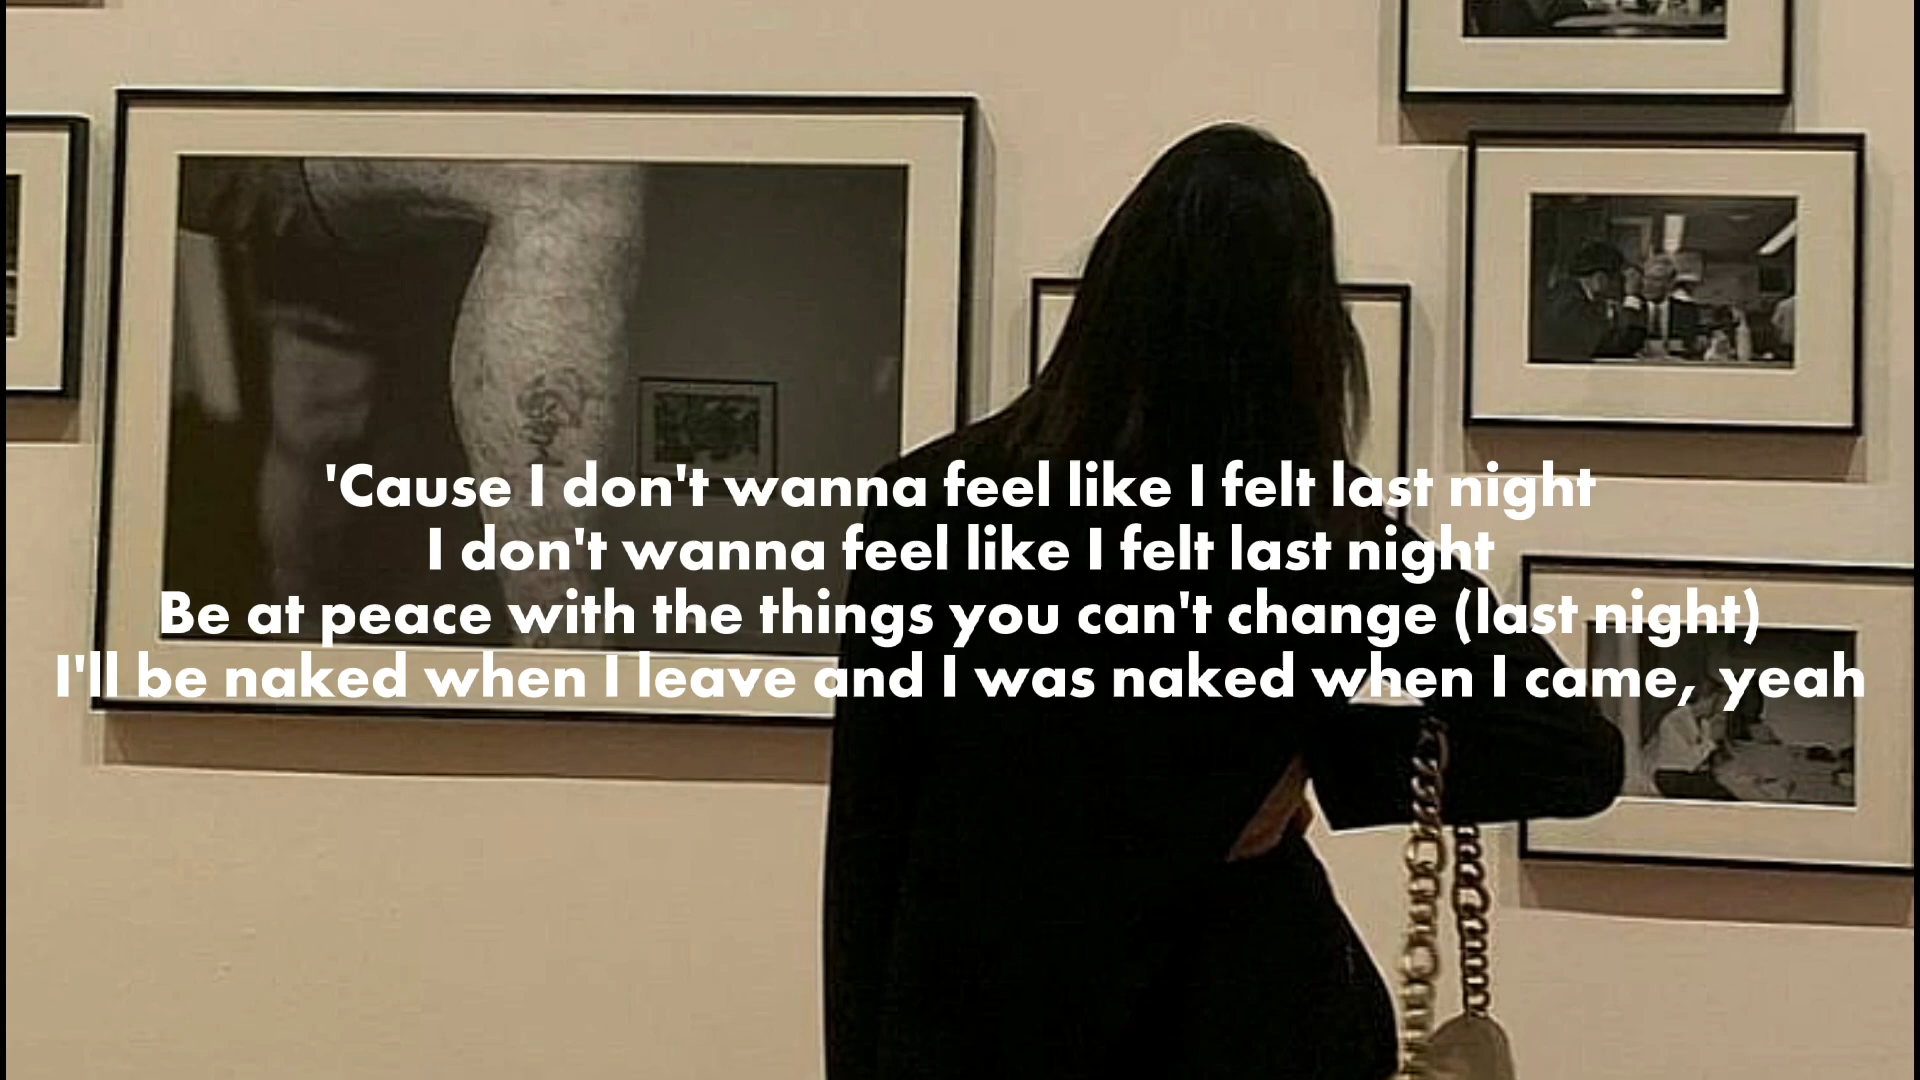 'Cause I don't wanna feel like I felt last night
I don't wanna feel like I felt last night
Be at peace with the things you can't change (last night)
I'll be naked when I leave and I was naked when I came, yeah